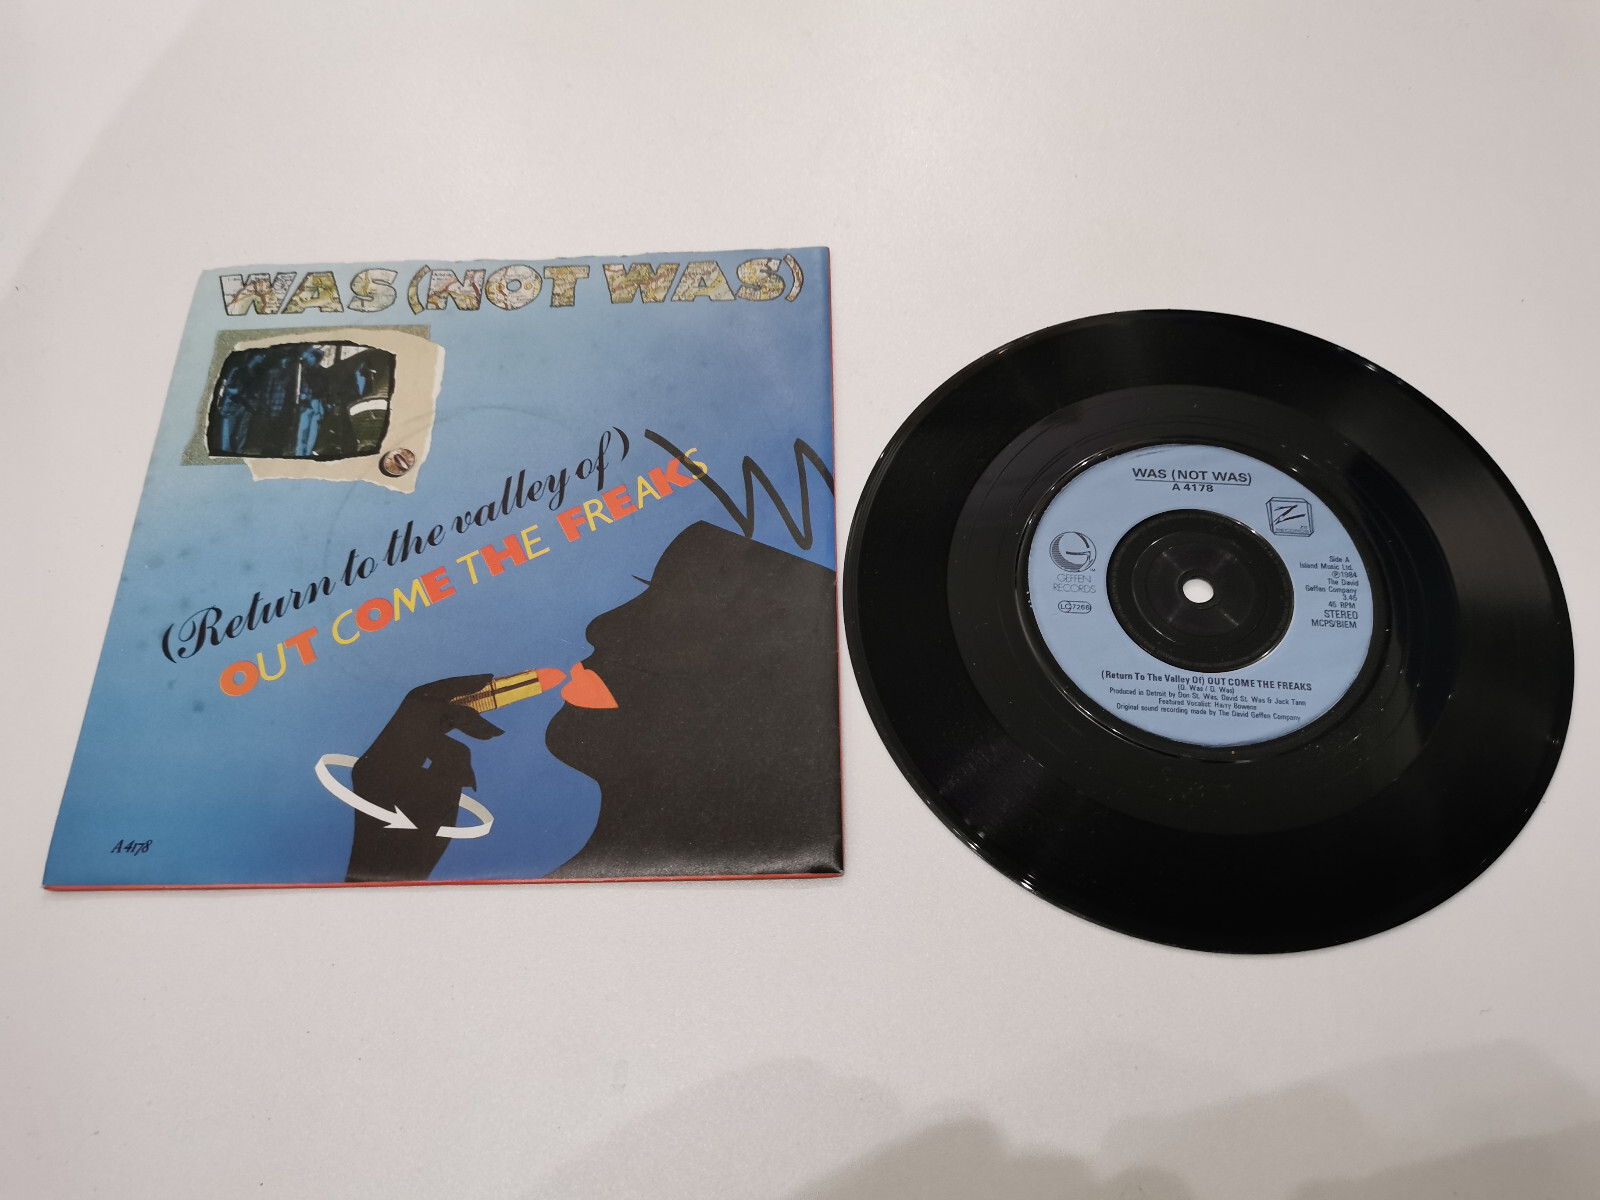 WAS (NOT WAS)
(Return to the valley of)
OUT COME THE FREAKS
A4178
WAS (NOT WAS)
A 4178
GEFFEN
RECORDS
LC 7266
Z
ZE
RECORDS
Side A
Island Music Ltd.
Ⓟ 1984
The David
Geffen Company
3.45
45 RPM
STEREO
MCPS/BIEM
(Return To The Valley Of) OUT COME THE FREAKS
(D. Was / D. Was)
Produced in Detroit by Don St. Was, David St. Was & Jack Tann
Featured Vocalist: Harry Bowens
Original sound recording made by The David Geffen Company